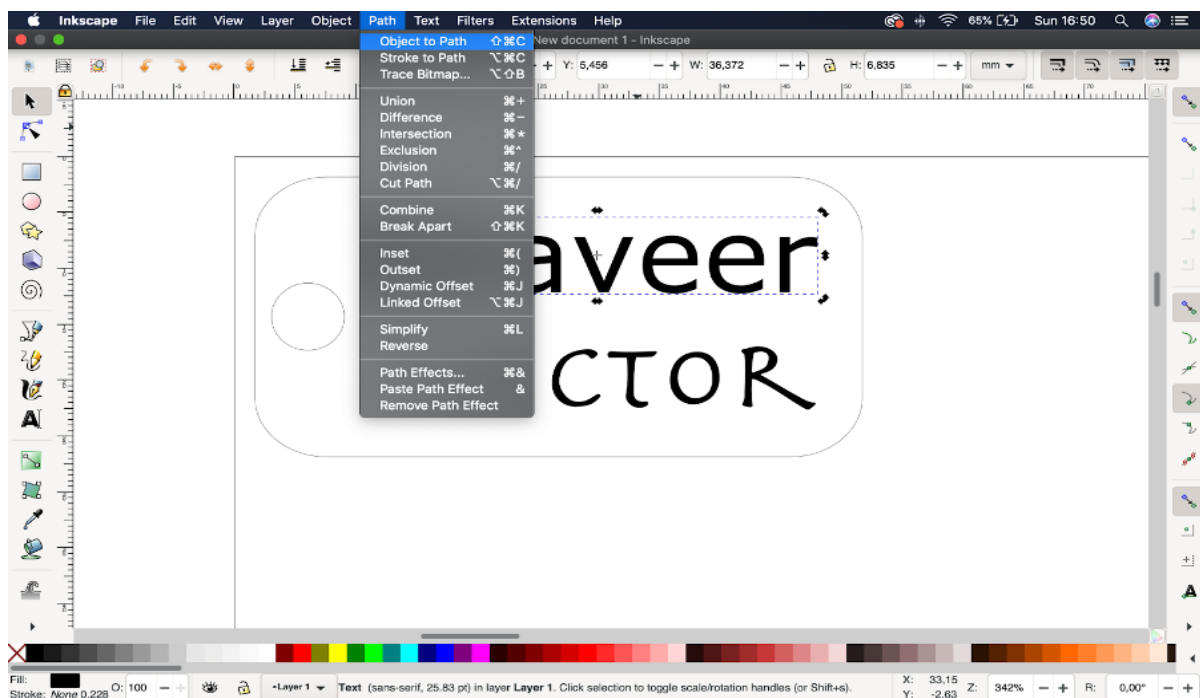 Inkscape File Edit View Layer Object Path Text Filters Extensions Help 65% Sun 16:50
New document 1 - Inkscape
Y: 5,456 W: 36,372 H: 6,835 mm
Object to Path ⇧⌘C
Stroke to Path ⌥⌘C
Trace Bitmap... ⌥⇧B
Union ⌘+
Difference ⌘−
Intersection ⌘*
Exclusion ⌘^
Division ⌘/
Cut Path ⌥⌘/
Combine ⌘K
Break Apart ⇧⌘K
Inset ⌘(
Outset ⌘)
Dynamic Offset ⌘J
Linked Offset ⌥⌘J
Simplify ⌘L
Reverse
Path Effects... ⌘&
Paste Path Effect &
Remove Path Effect
aveer
CTOR
Fill:
Stroke: None 0.228 O: 100 -Layer 1 Text (sans-serif, 25.83 pt) in layer Layer 1. Click selection to toggle scale/rotation handles (or Shift+s). X: 33,15 Y: -2.63 Z: 342% R: 0,00°